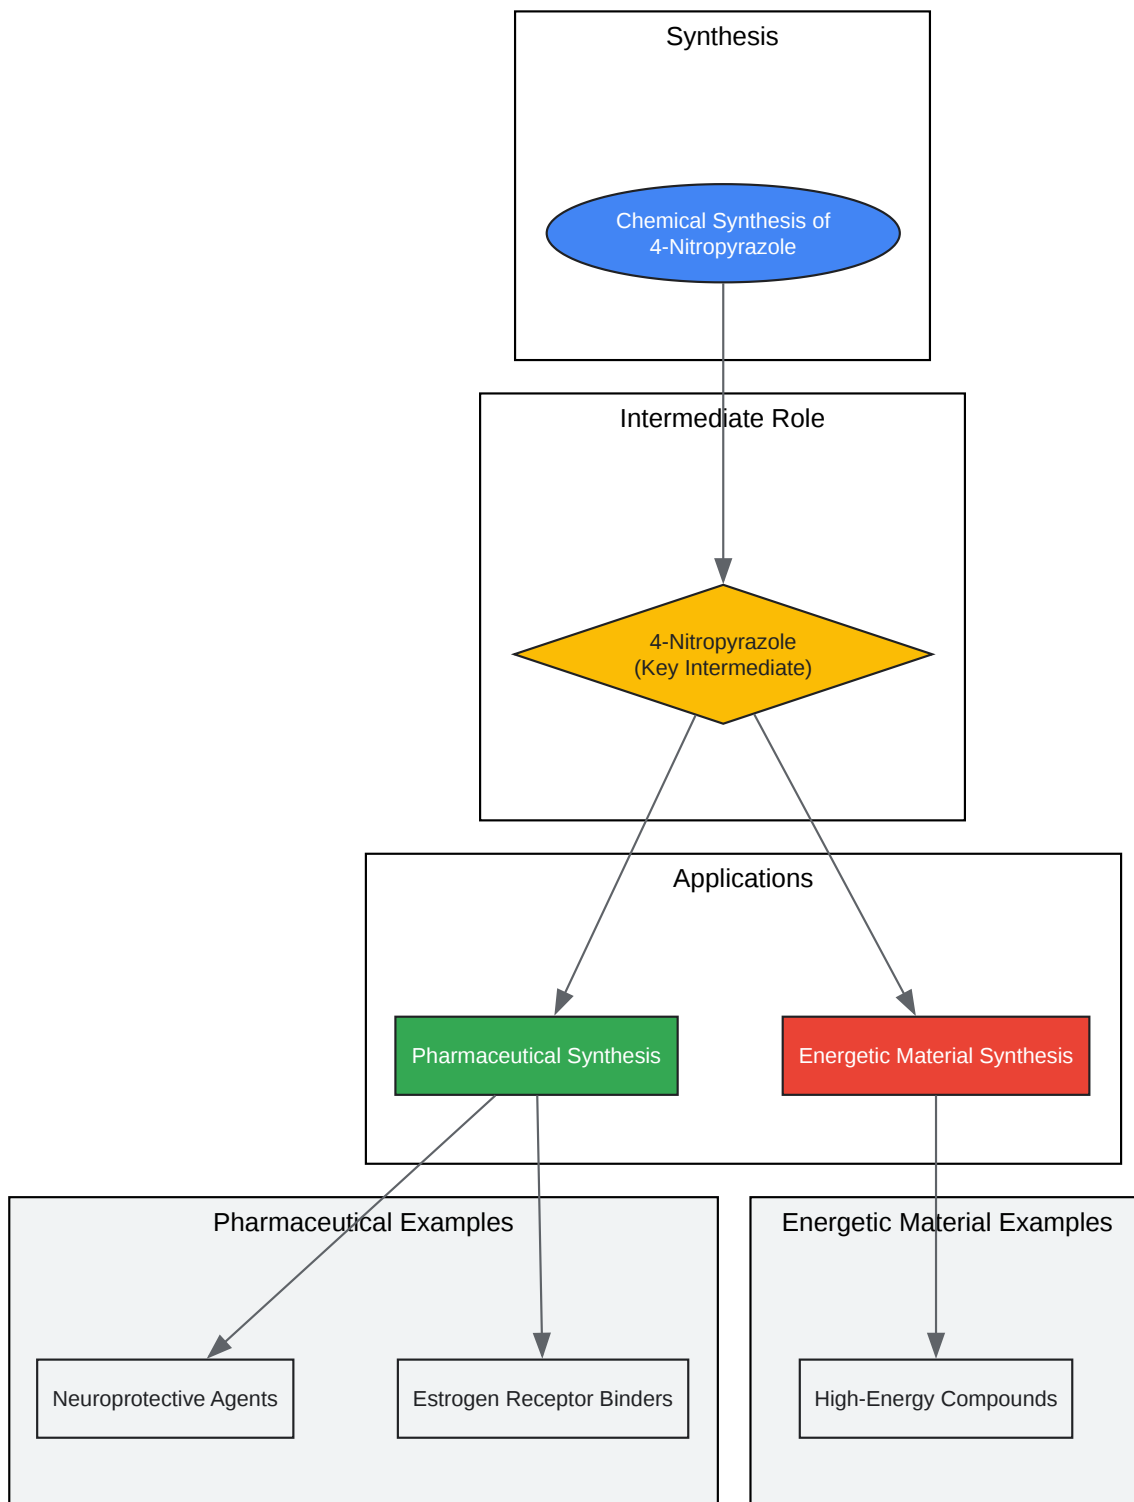 Synthesis
Chemical Synthesis of
4-Nitropyrazole
Intermediate Role
4-Nitropyrazole
(Key Intermediate)
Applications
Pharmaceutical Synthesis
Energetic Material Synthesis
Pharmaceutical Examples
Energetic Material Examples
Neuroprotective Agents
Estrogen Receptor Binders
High-Energy Compounds